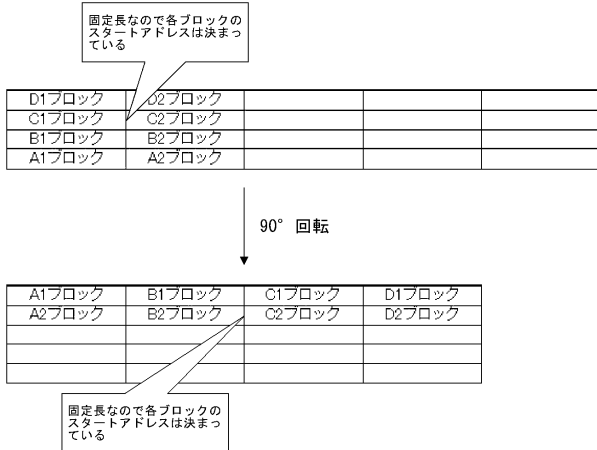 固定長なので各ブロックの
スタートアドレスは決まっ
ている
D1ブロック D2ブロック
C1ブロック C2ブロック
B1ブロック B2ブロック
A1ブロック A2ブロック
90° 回転
A1ブロック B1ブロック C1ブロック D1ブロック
A2ブロック B2ブロック C2ブロック D2ブロック
固定長なので各ブロックの
スタートアドレスは決まっ
ている